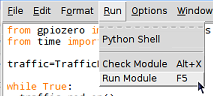 File Edit Format Run Options Window
from gpiozero
from time impor
traffic=Traffic
while True:
Python Shell
Check Module Alt+X
Run Module F5